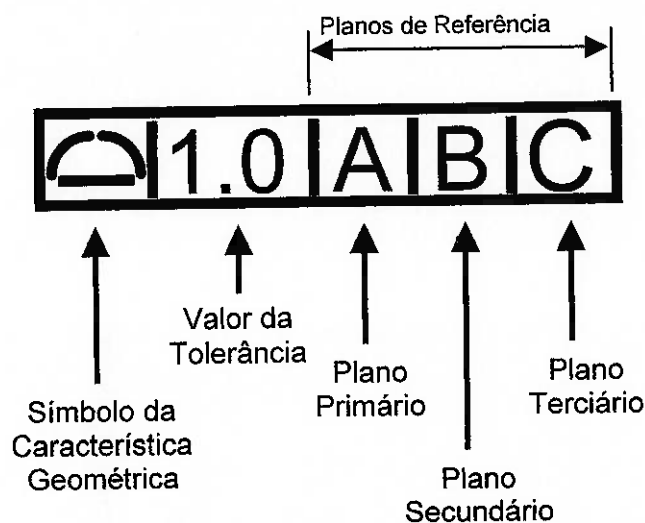 Planos de Referência
1.0 A B C
Valor da
Tolerância
Plano
Primário
Plano
Terciário
Símbolo da
Característica
Geométrica
Plano
Secundário